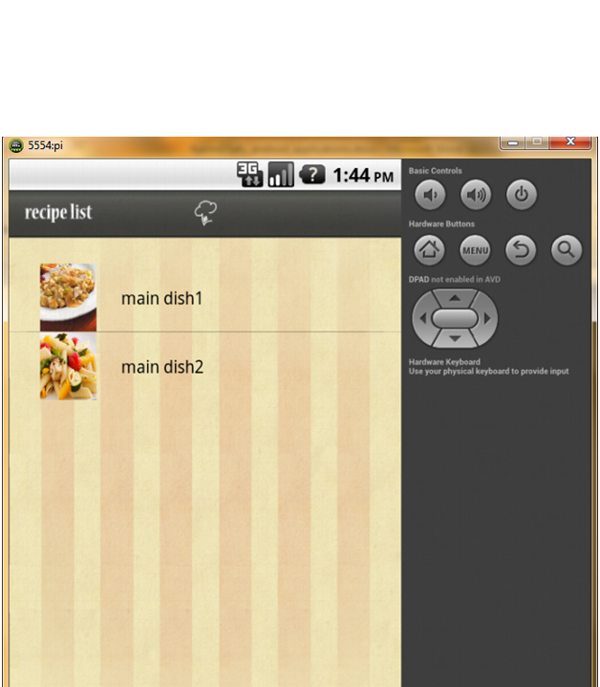 5554:pi
3G
?
1:44 PM
recipe list
main dish1
main dish2
Basic Controls
Hardware Buttons
MENU
DPAD not enabled in AVD
Hardware Keyboard
Use your physical keyboard to provide input